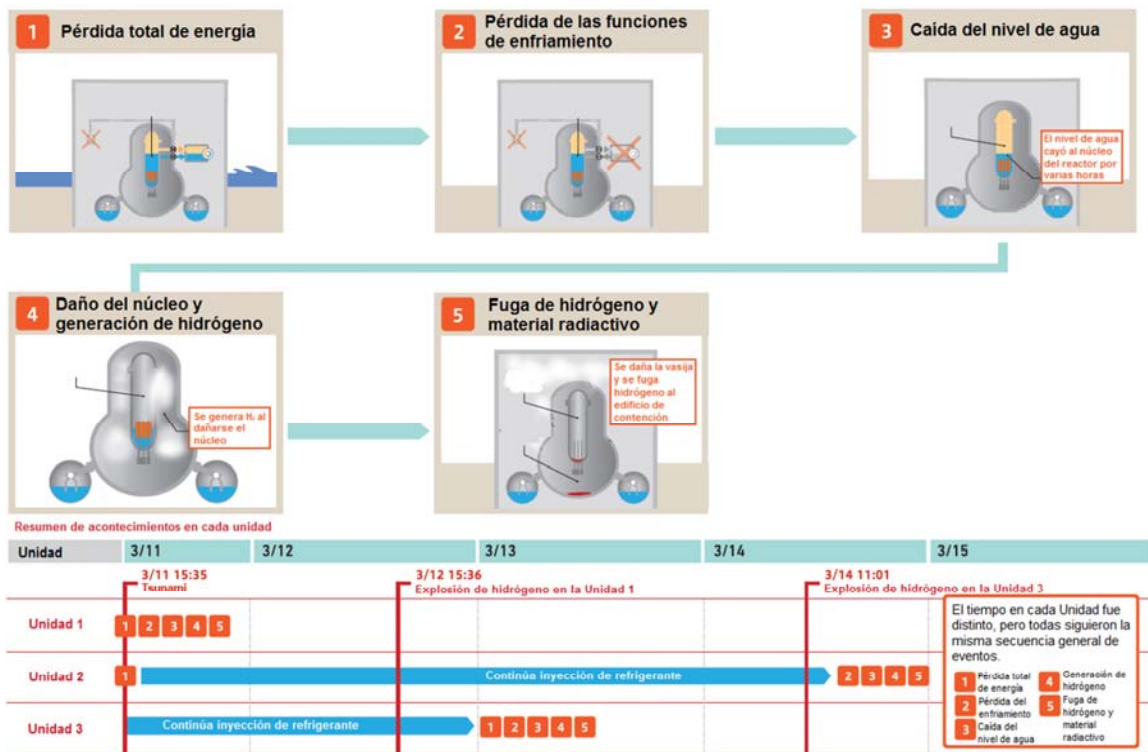 1 Pérdida total de energía
2 Pérdida de las funciones
de enfriamiento
3 Caída del nivel de agua
El nivel de agua
cayó al núcleo
del reactor por
varias horas
4 Daño del núcleo y
generación de hidrógeno
Se genera H₂ al
dañarse el
núcleo
5 Fuga de hidrógeno y
material radiactivo
Se daña la vasija
y se fuga
hidrógeno al
edificio de
contención
Resumen de acontecimientos en cada unidad
Unidad 3/11 3/12 3/13 3/14 3/15
3/11 15:35
Tsunami
3/12 15:36
Explosión de hidrógeno en la Unidad 1
3/14 11:01
Explosión de hidrógeno en la Unidad 3
Unidad 1 1 2 3 4 5
Unidad 2 1 Continúa inyección de refrigerante 2 3 4 5
Unidad 3 Continúa inyección de refrigerante 1 2 3 4 5
El tiempo en cada Unidad fue
distinto, pero todas siguieron la
misma secuencia general de
eventos.
1 Pérdida total
de energía
2 Pérdida del
enfriamiento
3 Caída del
nivel de agua
4 Generación de
hidrógeno
5 Fuga de
hidrógeno y
material
radiactivo